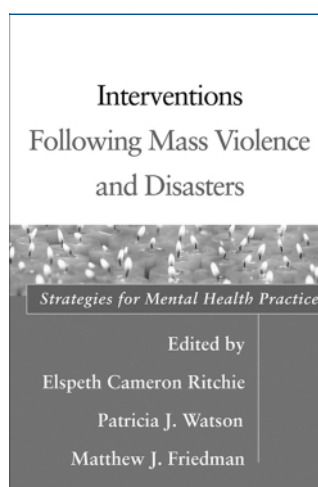 Interventions
Following Mass Violence
and Disasters
Strategies for Mental Health Practice
Edited by
Elspeth Cameron Ritchie
Patricia J. Watson
Matthew J. Friedman